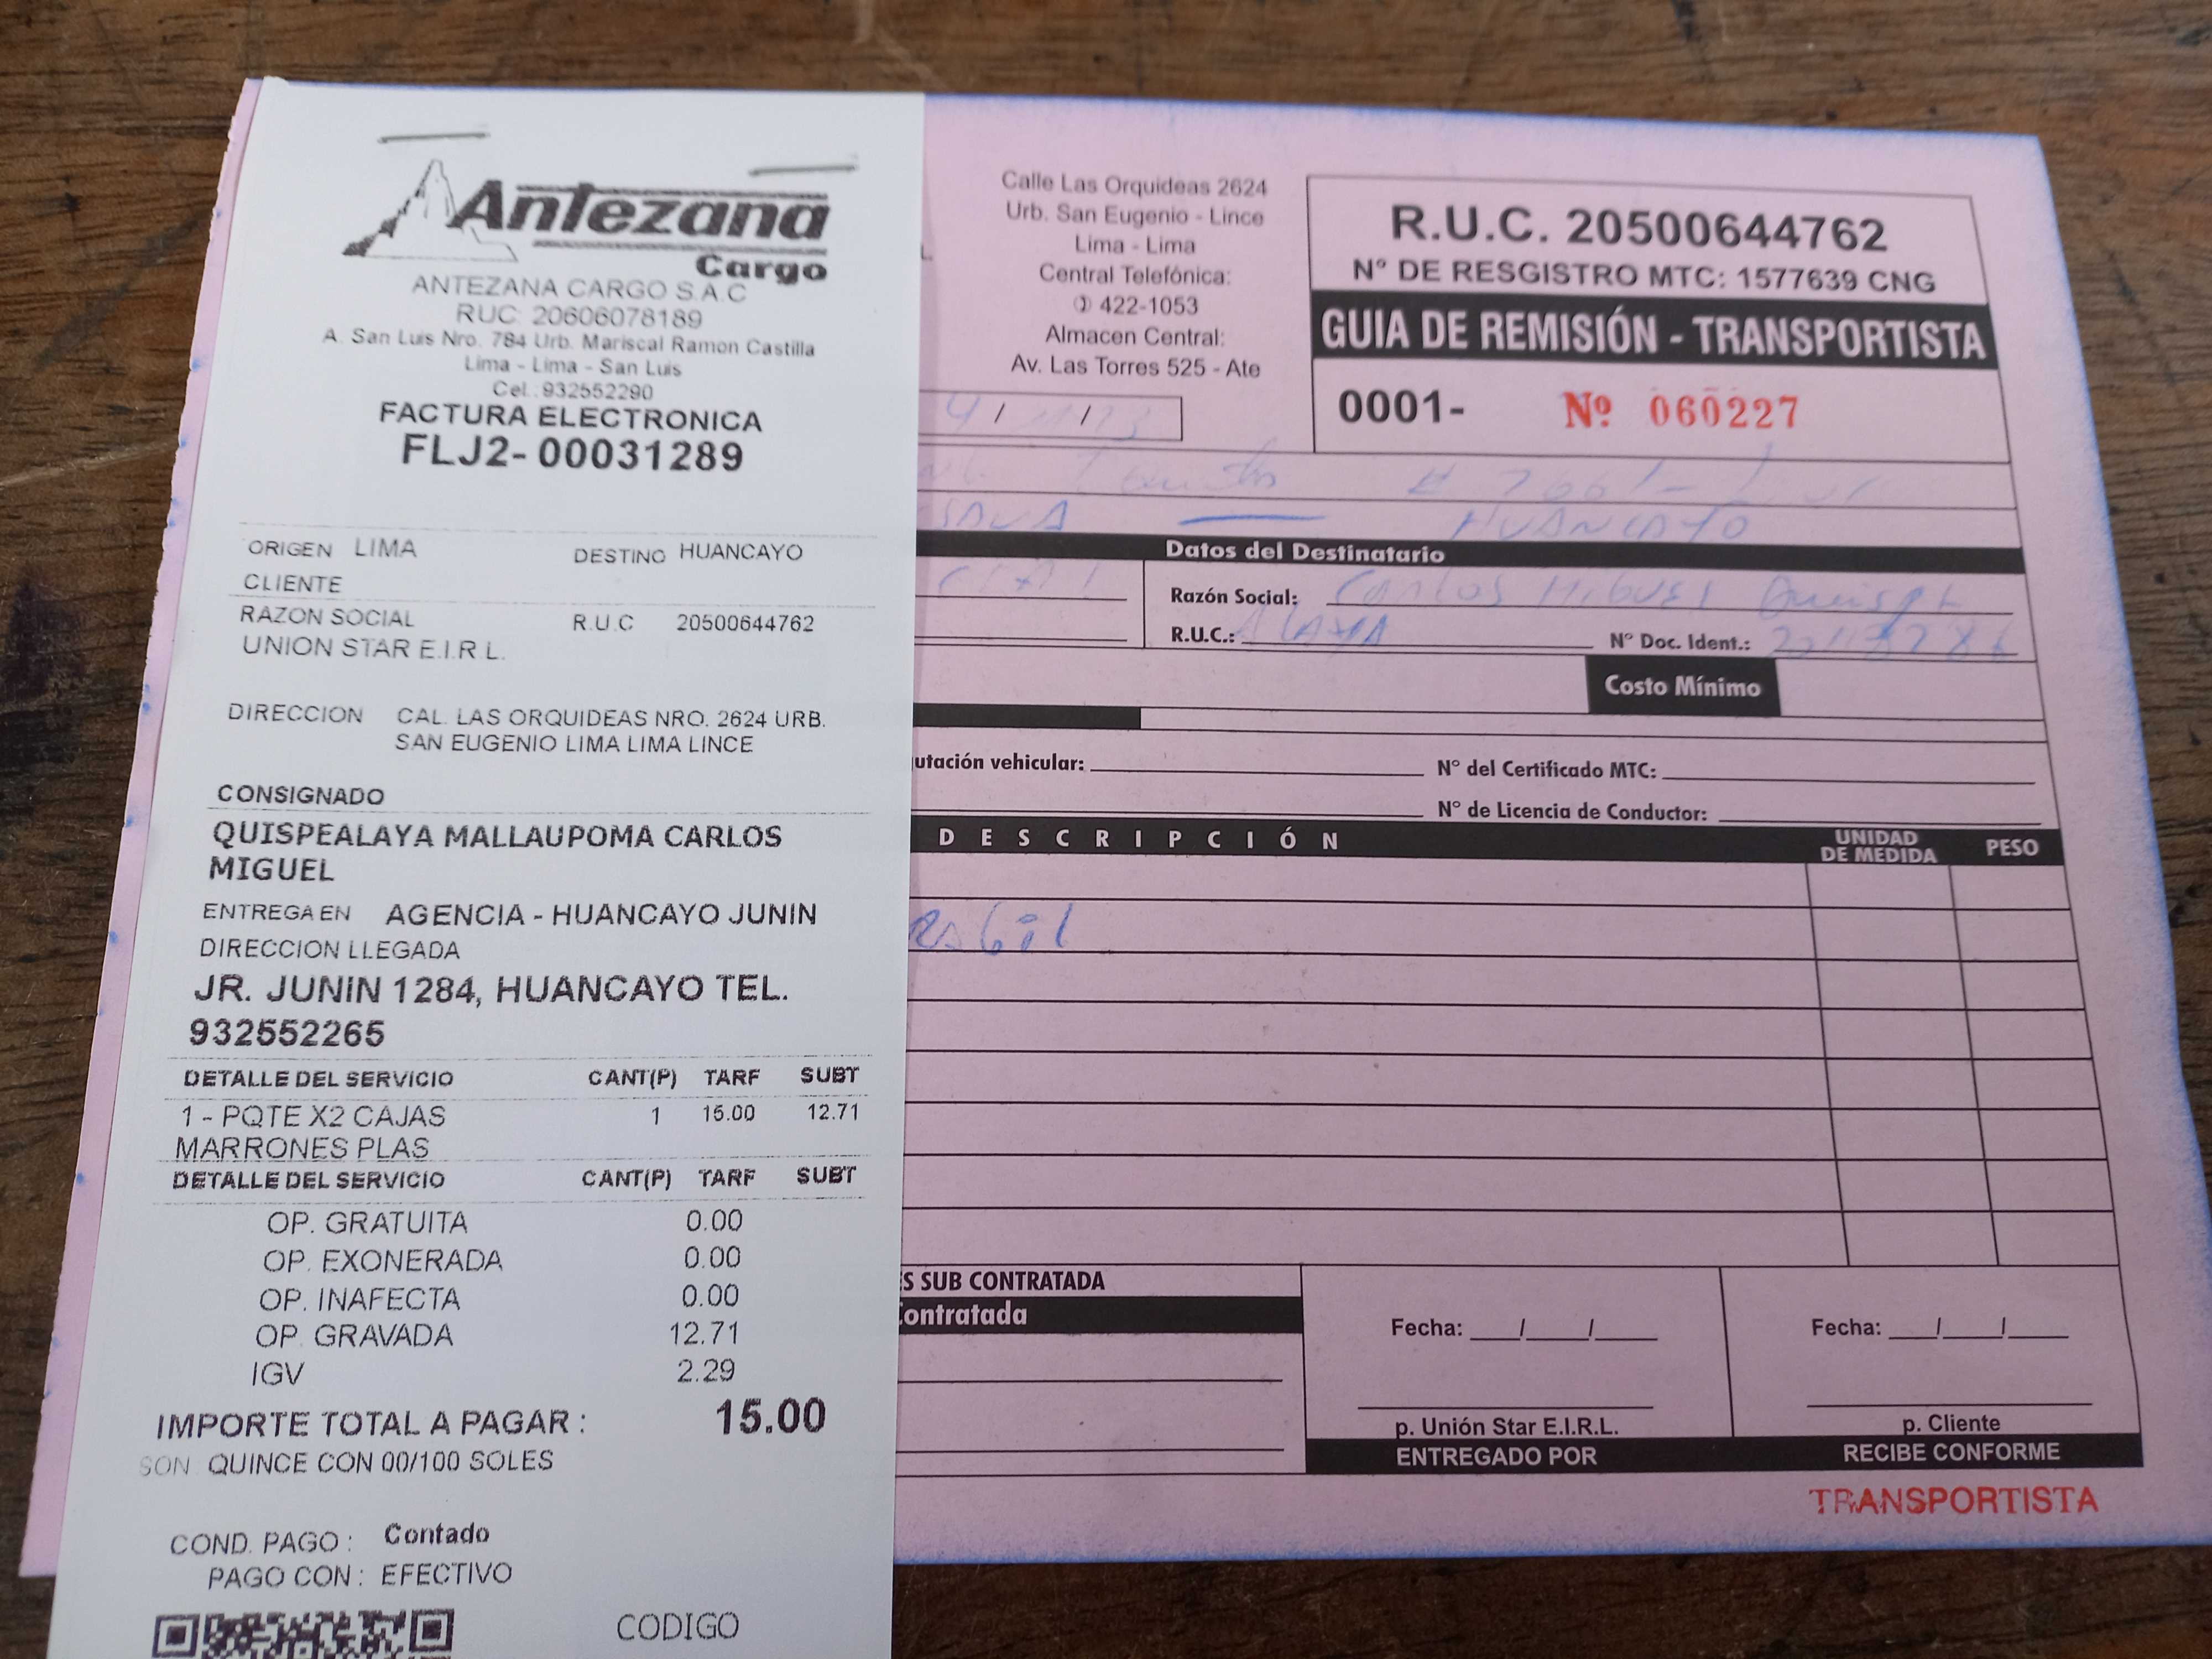 Antezana
Cargo
ANTEZANA CARGO S.A.C
RUC: 20606078189
A. San Luis Nro. 784 Urb. Mariscal Ramon Castilla
Lima - Lima - San Luis
Cel.:932552290
FACTURA ELECTRONICA
FLJ2- 00031289
ORIGEN LIMA DESTINO HUANCAYO
CLIENTE
RAZON SOCIAL R.U.C 20500644762
UNION STAR E.I.R.L.
DIRECCION CAL. LAS ORQUIDEAS NRO. 2624 URB.
SAN EUGENIO LIMA LIMA LINCE
CONSIGNADO
QUISPEALAYA MALLAUPOMA CARLOS
MIGUEL
ENTREGA EN AGENCIA - HUANCAYO JUNIN
DIRECCION LLEGADA
JR. JUNIN 1284, HUANCAYO TEL.
932552265
DETALLE DEL SERVICIO CANT(P) TARF SUBT
1 - PQTE X2 CAJAS 1 15.00 12.71
MARRONES PLAS
DETALLE DEL SERVICIO CANT(P) TARF SUBT
OP. GRATUITA 0.00
OP. EXONERADA 0.00
OP. INAFECTA 0.00
OP. GRAVADA 12.71
IGV 2.29
IMPORTE TOTAL A PAGAR : 15.00
SON: QUINCE CON 00/100 SOLES
COND. PAGO : Contado
PAGO CON : EFECTIVO
CODIGO
Calle Las Orquideas 2624
Urb. San Eugenio - Lince
Lima - Lima
Central Telefónica:
422-1053
Almacen Central:
Av. Las Torres 525 - Ate
R.U.C. 20500644762
N° DE RESGISTRO MTC: 1577639 CNG
GUIA DE REMISIÓN - TRANSPORTISTA
0001- Nº 060227
HUANCAYO
Datos del Destinatario
Razón Social: Carlos Miguel
R.U.C.: ALAYA N° Doc. Ident.:
Costo Mínimo
utación vehicular: N° del Certificado MTC:
N° de Licencia de Conductor:
DESCRIPCIÓN UNIDAD DE MEDIDA PESO
S SUB CONTRATADA
Contratada
Fecha: / / Fecha: / /
p. Unión Star E.I.R.L. p. Cliente
ENTREGADO POR RECIBE CONFORME
TRANSPORTISTA